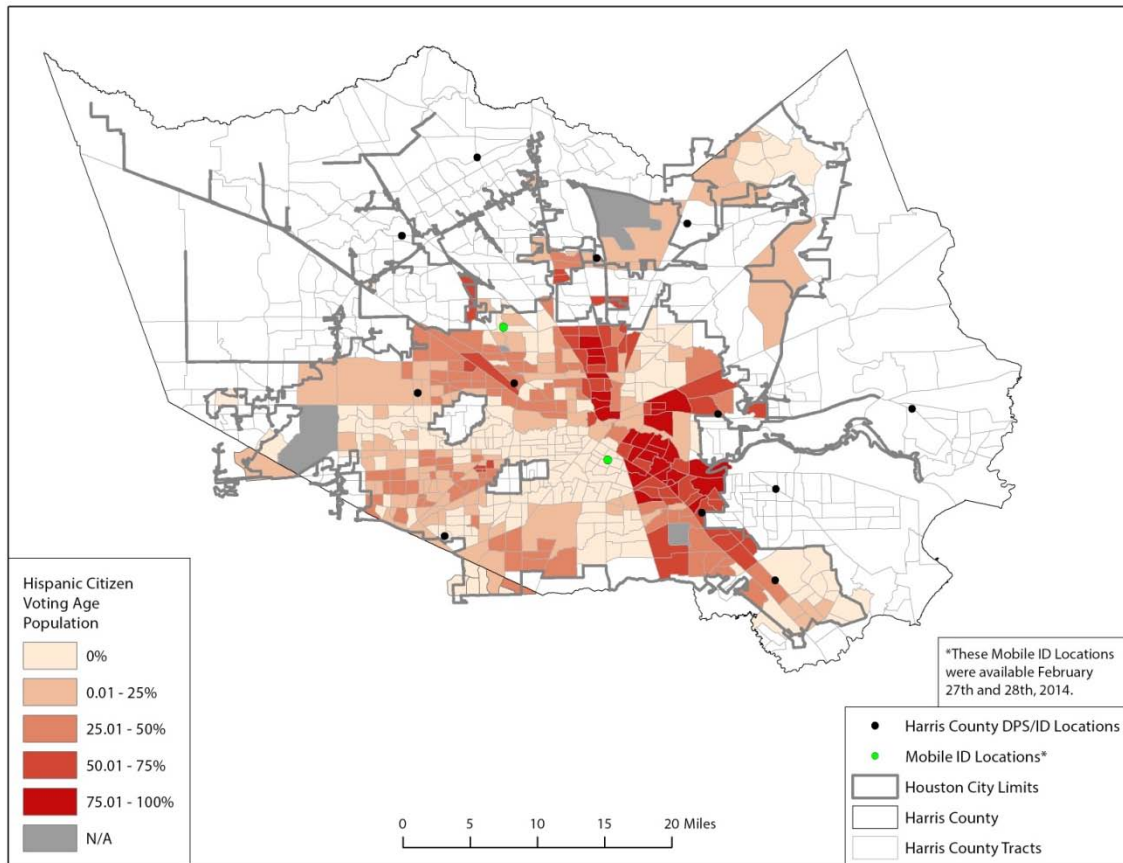 Hispanic Citizen
Voting Age
Population
0%
0.01 - 25%
25.01 - 50%
50.01 - 75%
75.01 - 100%
N/A
0 5 10 15 20 Miles
*These Mobile ID Locations
were available February
27th and 28th, 2014.
Harris County DPS/ID Locations
Mobile ID Locations*
Houston City Limits
Harris County
Harris County Tracts